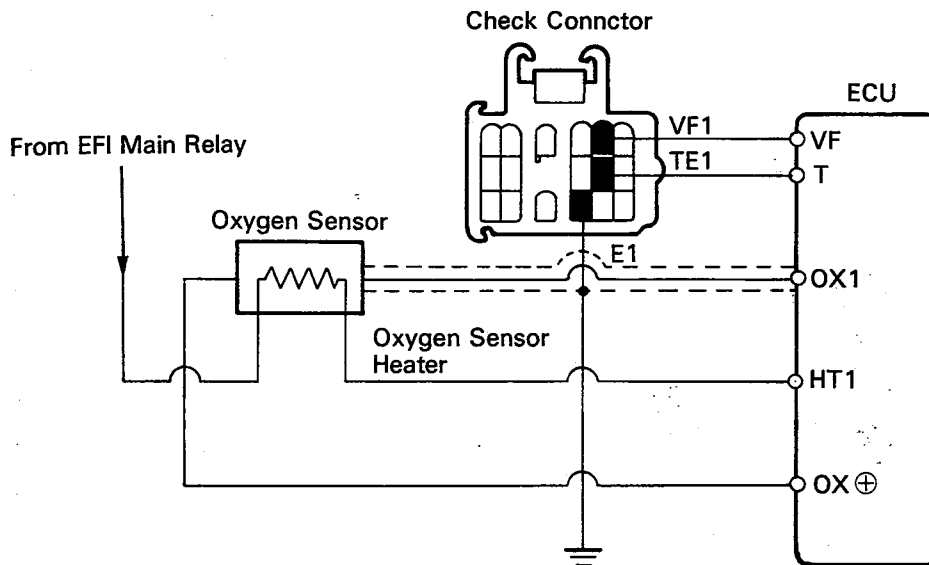 Check Connctor
ECU
VF1
VF
From EFI Main Relay
TE1
T
Oxygen Sensor
E1
OX1
Oxygen Sensor
Heater
HT1
OX ⊕